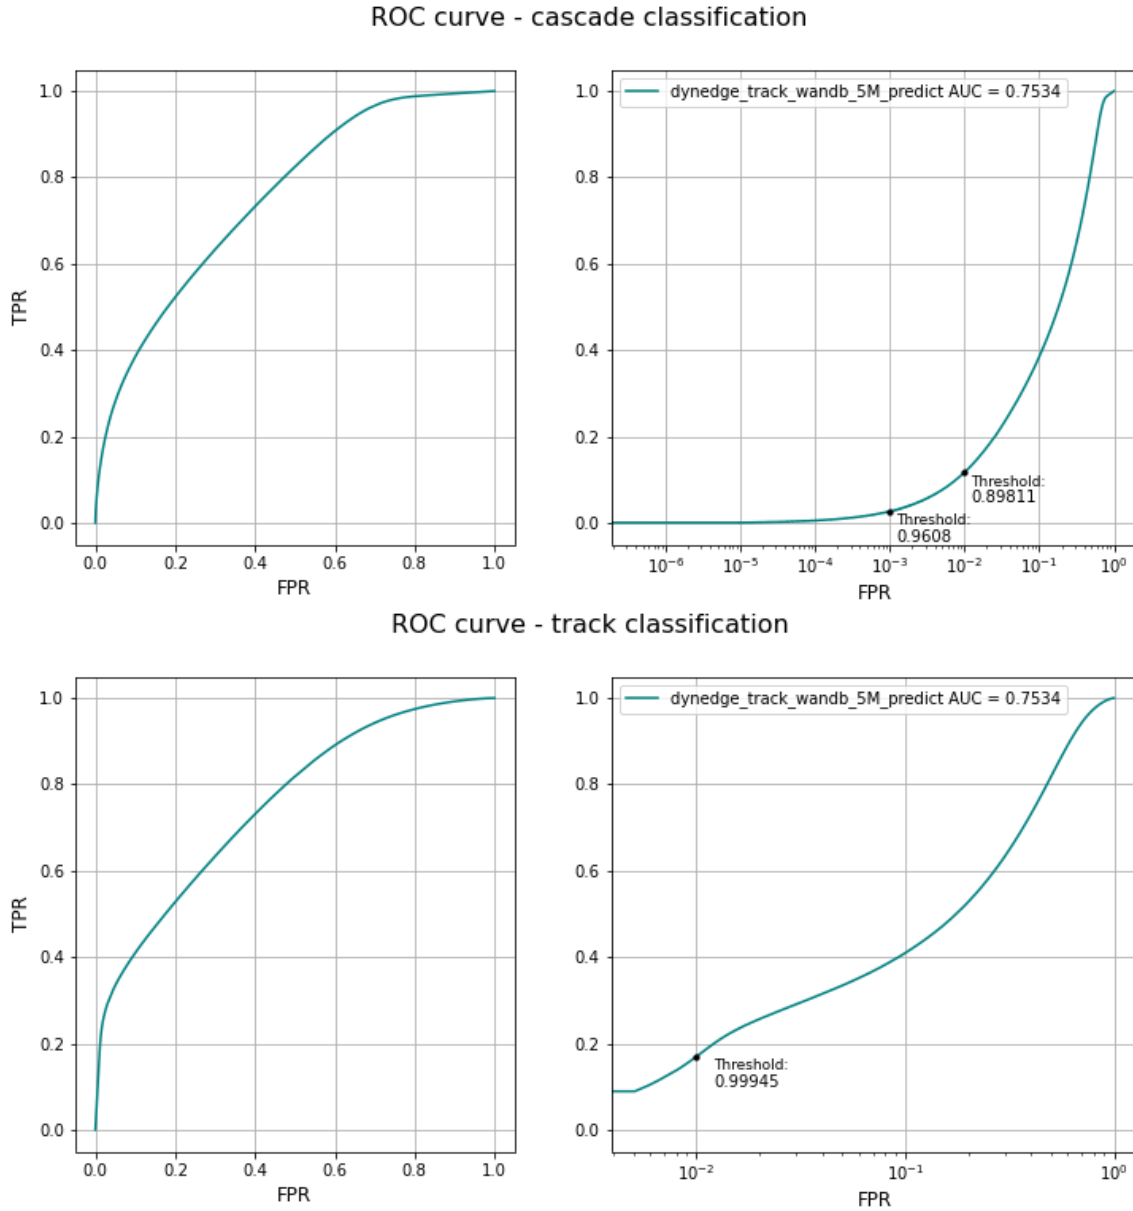 ROC curve - cascade classification
TPR
1.0
0.8
0.6
0.4
0.2
0.0
0.0 0.2 0.4 0.6 0.8 1.0
FPR
dynedge_track_wandb_5M_predict AUC = 0.7534
1.0
0.8
0.6
0.4
0.2
0.0
Threshold:
0.89811
Threshold:
0.9608
10⁻⁶ 10⁻⁵ 10⁻⁴ 10⁻³ 10⁻² 10⁻¹ 10⁰
FPR
ROC curve - track classification
TPR
1.0
0.8
0.6
0.4
0.2
0.0
0.0 0.2 0.4 0.6 0.8 1.0
FPR
dynedge_track_wandb_5M_predict AUC = 0.7534
1.0
0.8
0.6
0.4
0.2
0.0
Threshold:
0.99945
10⁻² 10⁻¹ 10⁰
FPR